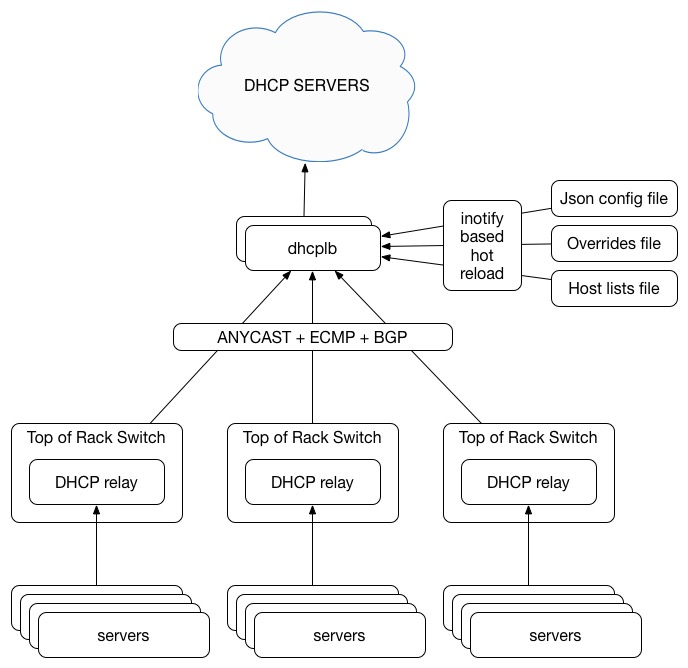 DHCP SERVERS
Json config file
inotify
based
hot
reload
Overrides file
dhcplb
Host lists file
ANYCAST + ECMP + BGP
Top of Rack Switch
Top of Rack Switch
Top of Rack Switch
DHCP relay
DHCP relay
DHCP relay
servers
servers
servers